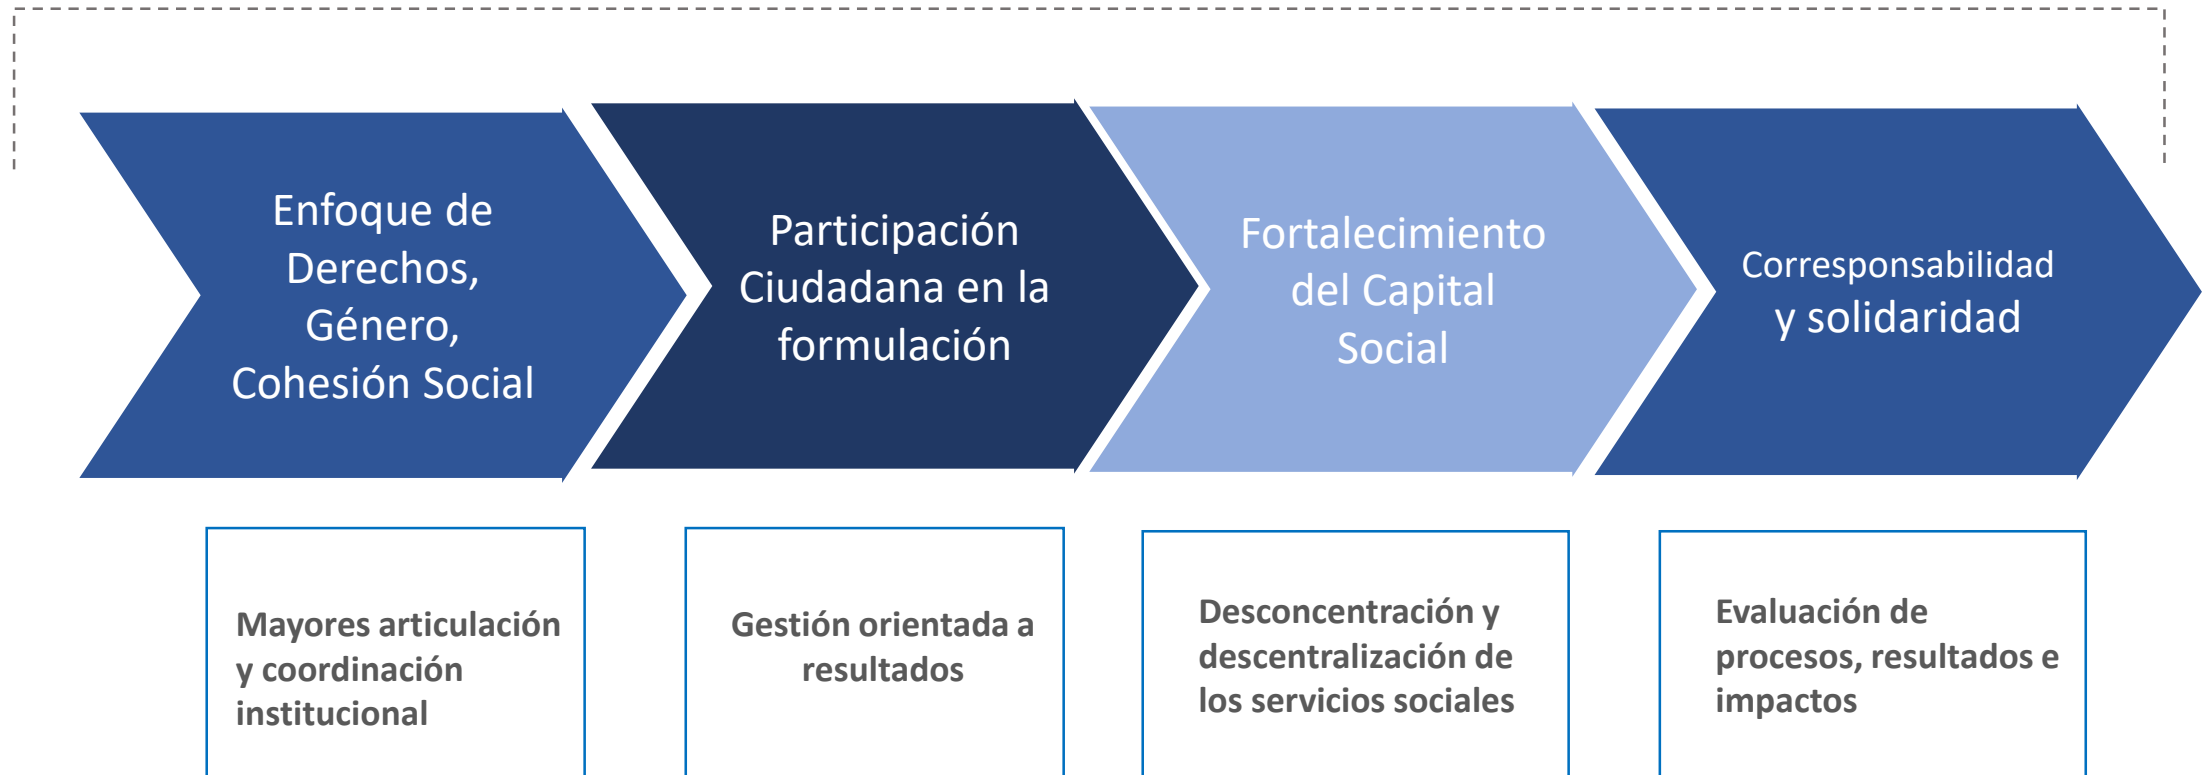 Enfoque de
Derechos,
Género,
Cohesión Social
Participación
Ciudadana en la
formulación
Fortalecimiento
del Capital
Social
Corresponsabilidad
y solidaridad
Mayores articulación
y coordinación
institucional
Gestión orientada a
resultados
Desconcentración y
descentralización de
los servicios sociales
Evaluación de
procesos, resultados e
impactos